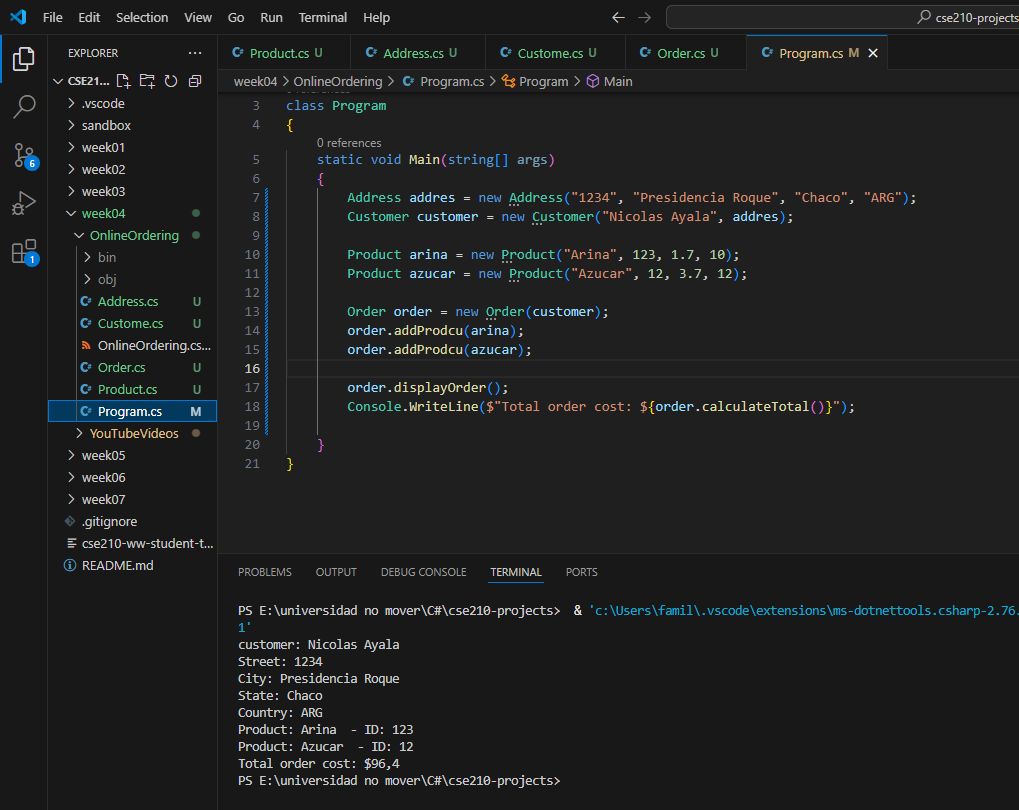 File Edit Selection View Go Run Terminal Help
cse210-projects
EXPLORER
Product.cs U
Address.cs U
Custome.cs U
Order.cs U
Program.cs M
CSE21...
week04 > OnlineOrdering > Program.cs > Program > Main
.vscode
sandbox
week01
week02
week03
week04
OnlineOrdering
bin
obj
Address.cs U
Custome.cs U
OnlineOrdering.cs...
Order.cs U
Product.cs U
Program.cs M
YouTubeVideos
week05
week06
week07
.gitignore
cse210-ww-student-t...
README.md
6
1
3 class Program
4 {
0 references
5 static void Main(string[] args)
6 {
7 Address addres = new Address("1234", "Presidencia Roque", "Chaco", "ARG");
8 Customer customer = new Customer("Nicolas Ayala", addres);
9
10 Product arina = new Product("Arina", 123, 1.7, 10);
11 Product azucar = new Product("Azucar", 12, 3.7, 12);
12
13 Order order = new Order(customer);
14 order.addProdcu(arina);
15 order.addProdcu(azucar);
16
17 order.displayOrder();
18 Console.WriteLine($"Total order cost: ${order.calculateTotal()}");
19
20 }
21 }
PROBLEMS OUTPUT DEBUG CONSOLE TERMINAL PORTS
PS E:\universidad no mover\C#\cse210-projects> & 'c:\Users\famil\.vscode\extensions\ms-dotnettools.csharp-2.76.
1'
customer: Nicolas Ayala
Street: 1234
City: Presidencia Roque
State: Chaco
Country: ARG
Product: Arina - ID: 123
Product: Azucar - ID: 12
Total order cost: $96,4
PS E:\universidad no mover\C#\cse210-projects>